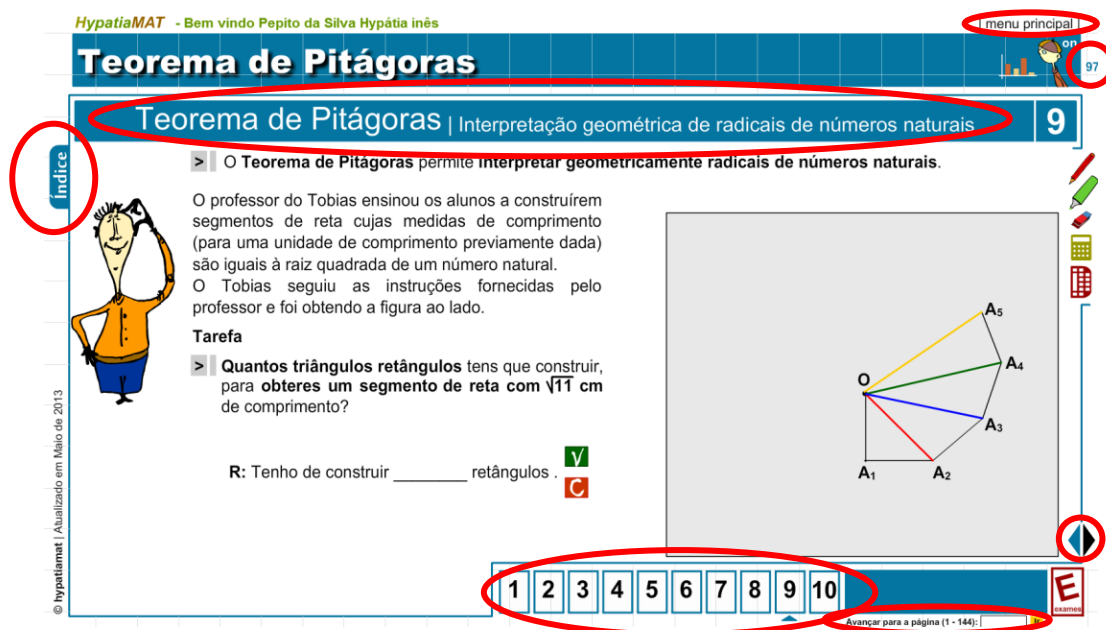 HypatiaMAT - Bem vindo Pepito da Silva Hypátia inês
menu principal
Teorema de Pitágoras
on
97
Teorema de Pitágoras | Interpretação geométrica de radicais de números naturais
9
Índice
> O Teorema de Pitágoras permite interpretar geometricamente radicais de números naturais.
O professor do Tobias ensinou os alunos a construírem
segmentos de reta cujas medidas de comprimento
(para uma unidade de comprimento previamente dada)
são iguais à raiz quadrada de um número natural.
O Tobias seguiu as instruções fornecidas pelo
professor e foi obtendo a figura ao lado.
Tarefa
> Quantos triângulos retângulos tens que construir,
para obteres um segmento de reta com √11 cm
de comprimento?
R: Tenho de construir ________ retângulos .
√
C
A5
A4
O
A3
A1 A2
© hypatiamat | Atualizado em Maio de 2013
1 2 3 4 5 6 7 8 9 10
E
exames
Avançar para a página (1 - 144):